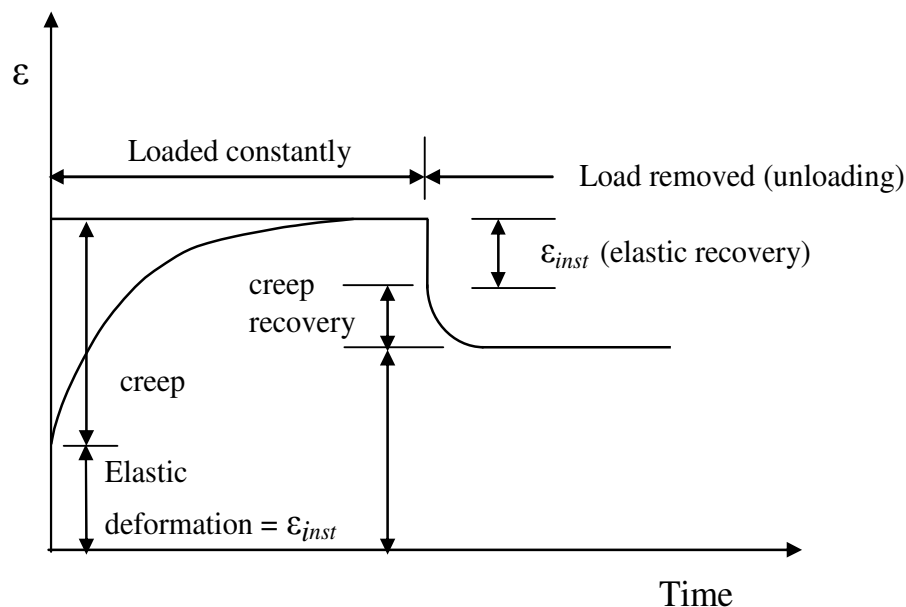 ε
Loaded constantly
Load removed (unloading)
εinst (elastic recovery)
creep
recovery
creep
Elastic
deformation = εinst
Time